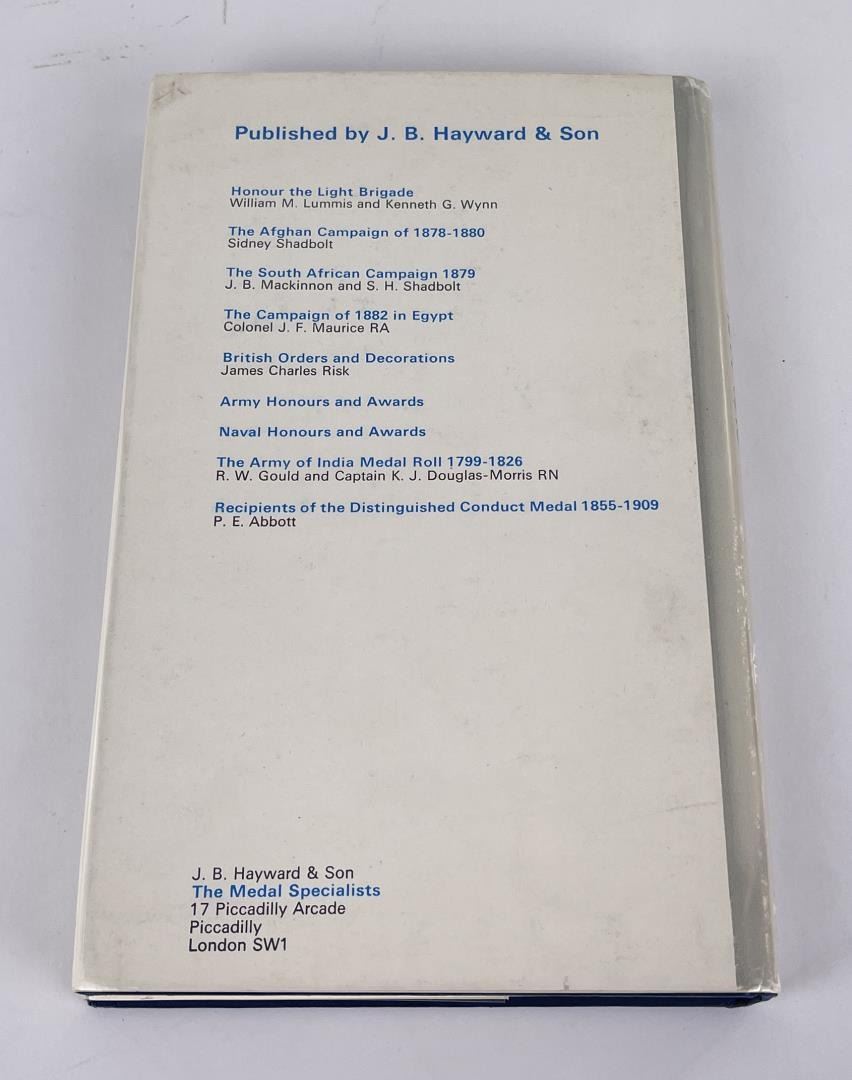 Published by J. B. Hayward & Son
Honour the Light Brigade
William M. Lummis and Kenneth G. Wynn
The Afghan Campaign of 1878-1880
Sidney Shadbolt
The South African Campaign 1879
J. B. Mackinnon and S. H. Shadbolt
The Campaign of 1882 in Egypt
Colonel J. F. Maurice RA
British Orders and Decorations
James Charles Risk
Army Honours and Awards
Naval Honours and Awards
The Army of India Medal Roll 1799-1826
R. W. Gould and Captain K. J. Douglas-Morris RN
Recipients of the Distinguished Conduct Medal 1855-1909
P. E. Abbott
J. B. Hayward & Son
The Medal Specialists
17 Piccadilly Arcade
Piccadilly
London SW1